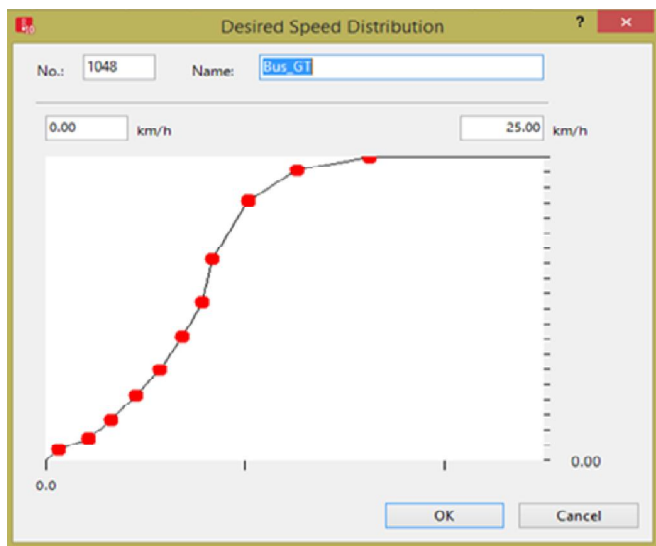 Desired Speed Distribution
No.: 1048 Name: Bus_GT
0.00 km/h 25.00 km/h
0.00
0.0
OK Cancel